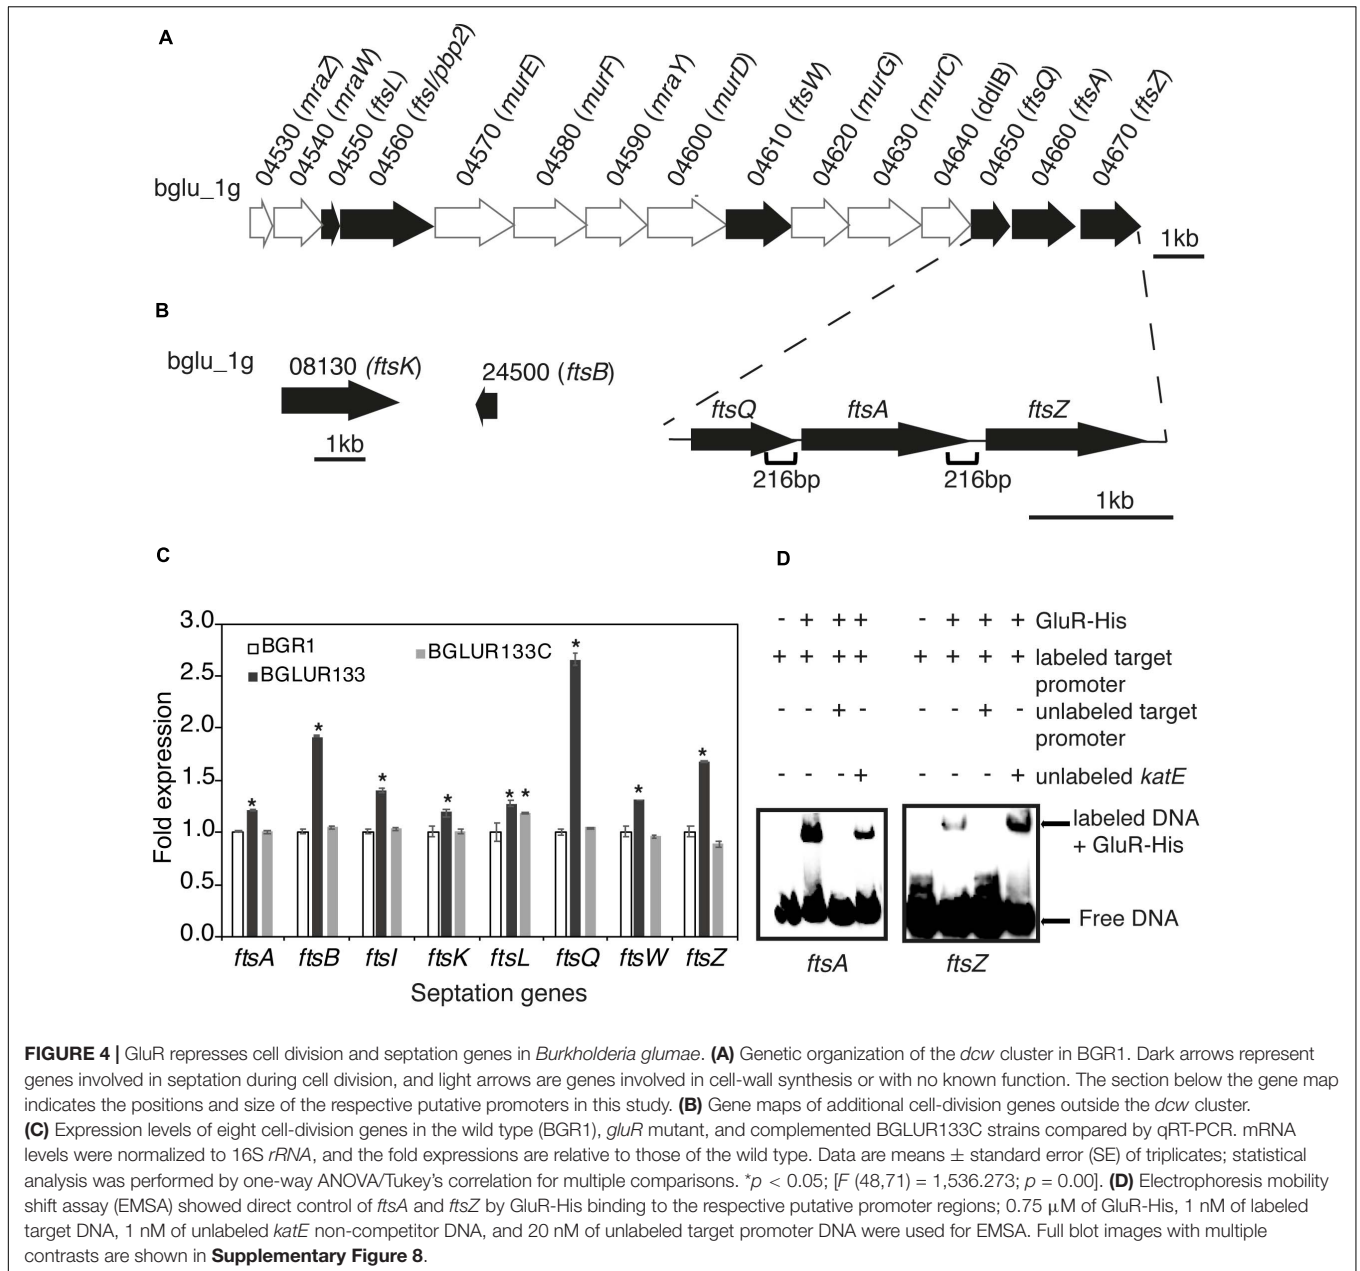 A
04530 (mraZ)
04540 (mraW)
04550 (ftsL)
04560 (ftsI/pbp2)
04570 (murE)
04580 (murF)
04590 (mraY)
04600 (murD)
04610 (ftsW)
04620 (murG)
04630 (murC)
04640 (ddlB)
04650 (ftsQ)
04660 (ftsA)
04670 (ftsZ)
bglu_1g
1kb
B
bglu_1g
08130 (ftsK)
24500 (ftsB)
1kb
ftsQ ftsA ftsZ
216bp 216bp
1kb
C
3.0
2.5
2.0
1.5
1.0
0.5
0.0
Fold expression
BGR1
BGLUR133
BGLUR133C
* * * * * * * * *
ftsA ftsB ftsI ftsK ftsL ftsQ ftsW ftsZ
Septation genes
D
- + + + - + + + GluR-His
+ + + + + + + + labeled target
promoter
- - + - - - + - unlabeled target
promoter
- - - + - - - + unlabeled katE
labeled DNA
+ GluR-His
Free DNA
ftsA ftsZ
FIGURE 4 | GluR represses cell division and septation genes in Burkholderia glumae. (A) Genetic organization of the dcw cluster in BGR1. Dark arrows represent
genes involved in septation during cell division, and light arrows are genes involved in cell-wall synthesis or with no known function. The section below the gene map
indicates the positions and size of the respective putative promoters in this study. (B) Gene maps of additional cell-division genes outside the dcw cluster.
(C) Expression levels of eight cell-division genes in the wild type (BGR1), gluR mutant, and complemented BGLUR133C strains compared by qRT-PCR. mRNA
levels were normalized to 16S rRNA, and the fold expressions are relative to those of the wild type. Data are means ± standard error (SE) of triplicates; statistical
analysis was performed by one-way ANOVA/Tukey's correlation for multiple comparisons. *p < 0.05; [F (48,71) = 1,536.273; p = 0.00]. (D) Electrophoresis mobility
shift assay (EMSA) showed direct control of ftsA and ftsZ by GluR-His binding to the respective putative promoter regions; 0.75 μM of GluR-His, 1 nM of labeled
target DNA, 1 nM of unlabeled katE non-competitor DNA, and 20 nM of unlabeled target promoter DNA were used for EMSA. Full blot images with multiple
contrasts are shown in Supplementary Figure 8.